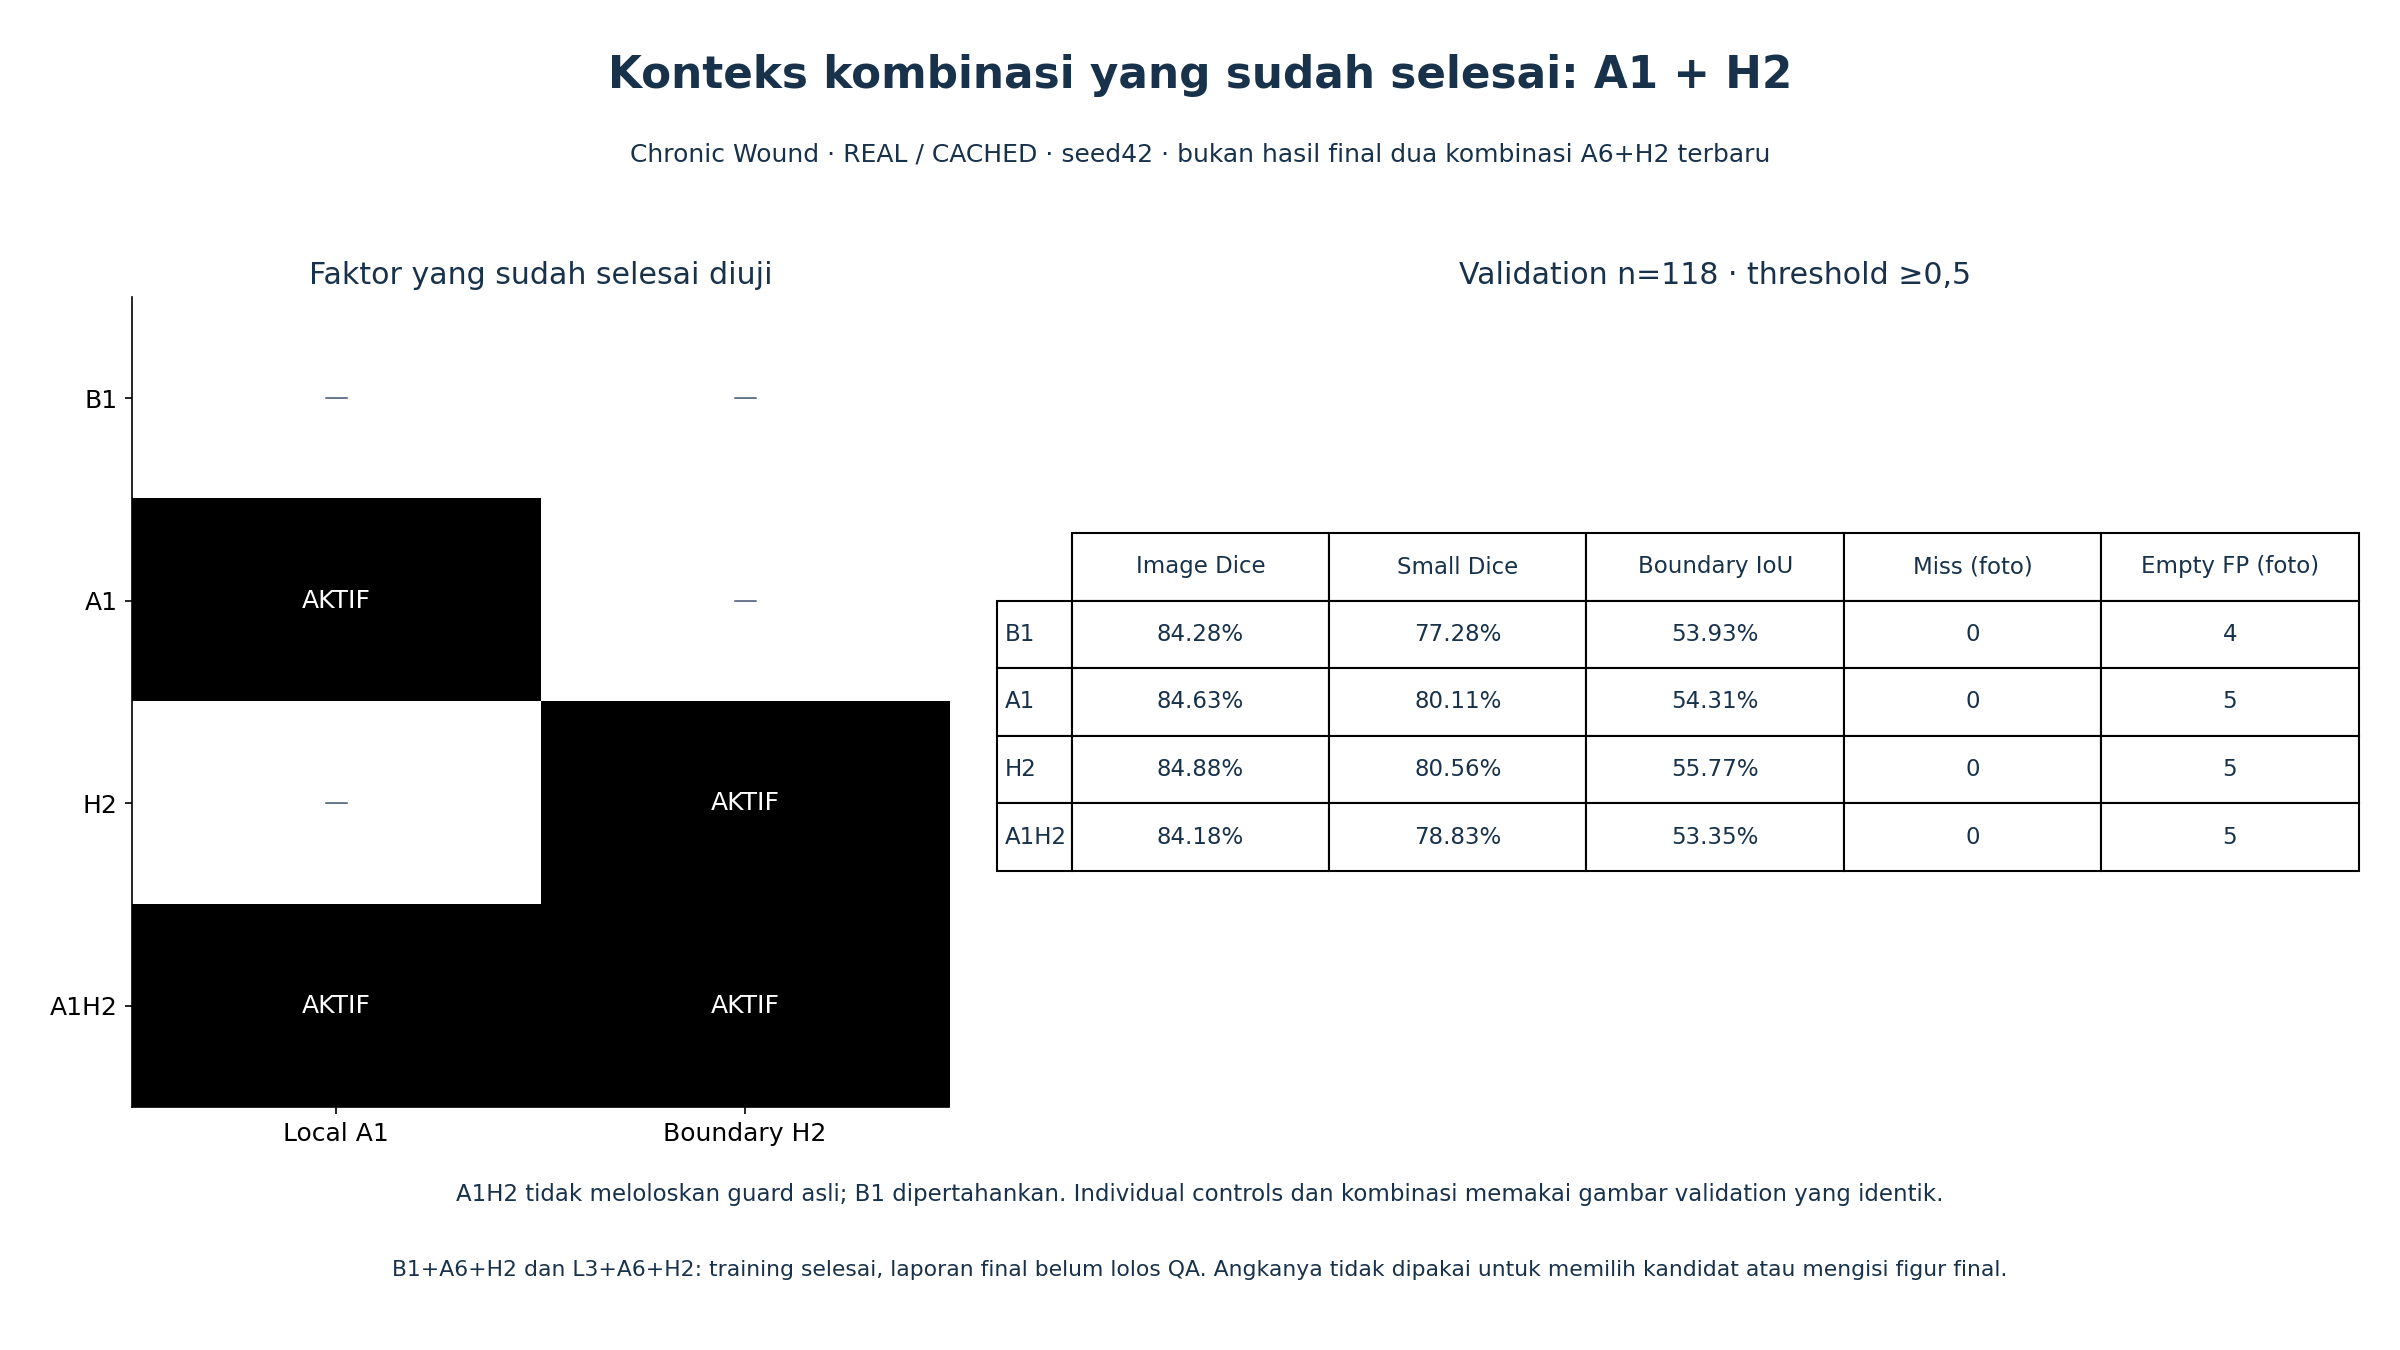 Konteks kombinasi yang sudah selesai: A1 + H2
Chronic Wound · REAL / CACHED · seed42 · bukan hasil final dua kombinasi A6+H2 terbaru
Faktor yang sudah selesai diuji
B1 — —
A1 AKTIF —
H2 — AKTIF
A1H2 AKTIF AKTIF
Local A1 Boundary H2
Validation n=118 · threshold ≥0,5
Image Dice Small Dice Boundary IoU Miss (foto) Empty FP (foto)
B1 84.28% 77.28% 53.93% 0 4
A1 84.63% 80.11% 54.31% 0 5
H2 84.88% 80.56% 55.77% 0 5
A1H2 84.18% 78.83% 53.35% 0 5
A1H2 tidak meloloskan guard asli; B1 dipertahankan. Individual controls dan kombinasi memakai gambar validation yang identik.
B1+A6+H2 dan L3+A6+H2: training selesai, laporan final belum lolos QA. Angkanya tidak dipakai untuk memilih kandidat atau mengisi figur final.